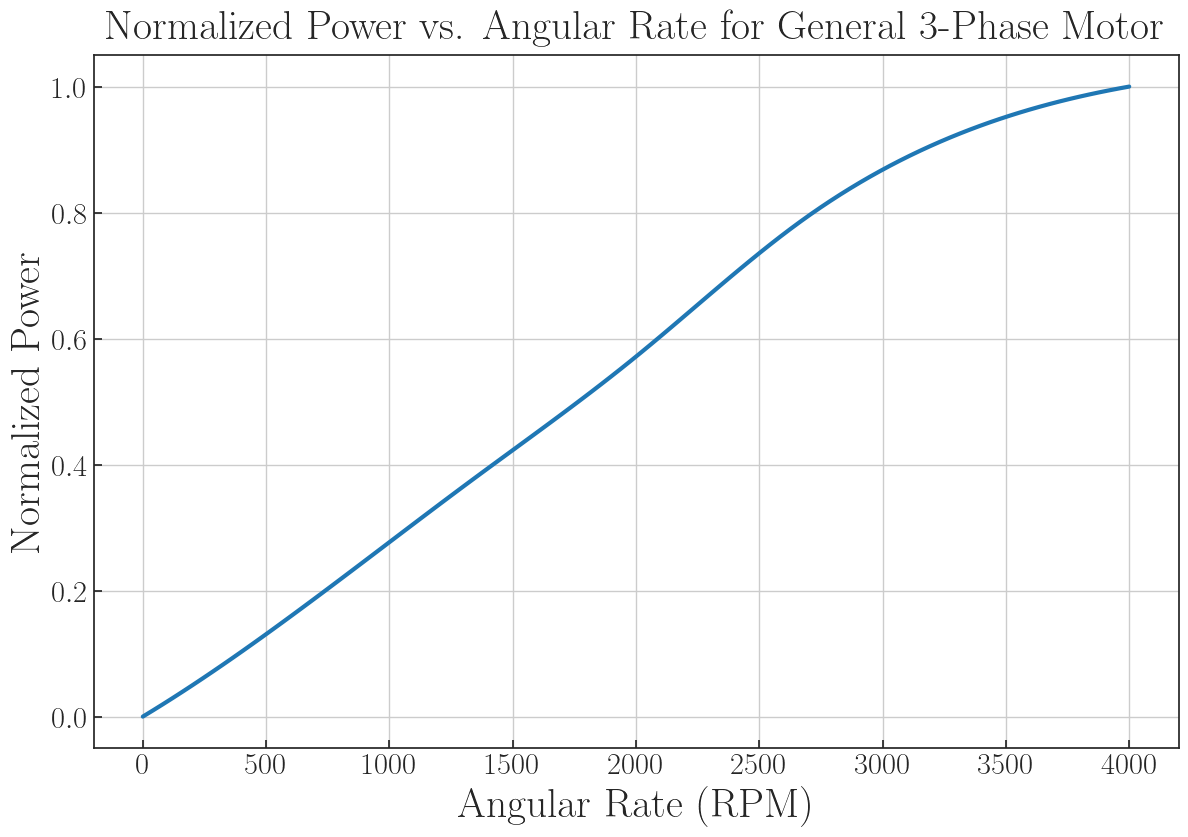 Normalized Power vs. Angular Rate for General 3-Phase Motor
1.0
0.8
0.6
0.4
0.2
0.0
Normalized Power
0 500 1000 1500 2000 2500 3000 3500 4000
Angular Rate (RPM)